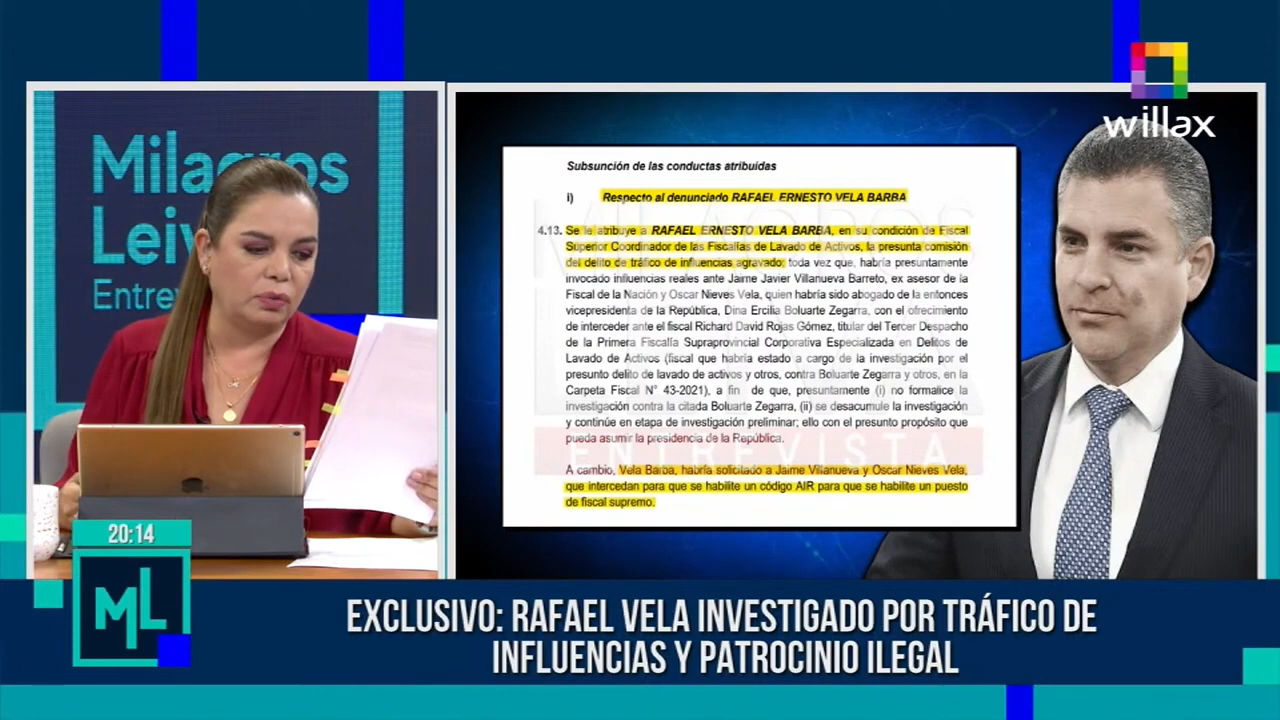 Milagros
Leiv
Entrev
willax
Subsunción de las conductas atribuidas
i) Respecto al denunciado RAFAEL ERNESTO VELA BARBA
4.13. Se le atribuye a RAFAEL ERNESTO VELA BARBA, en su condición de Fiscal
Superior Coordinador de las Fiscalías de Lavado de Activos, la presunta comisión
del delito de tráfico de influencias agravado; toda vez que, habría presuntamente
invocado influencias reales ante Jaime Javier Villanueva Barreto, ex asesor de la
Fiscal de la Nación y Oscar Nieves Vela, quien habría sido abogado de la entonces
vicepresidenta de la República, Dina Ercilia Boluarte Zegarra, con el ofrecimiento
de interceder ante el fiscal Richard David Rojas Gómez, titular del Tercer Despacho
de la Primera Fiscalía Supraprovincial Corporativa Especializada en Delitos de
Lavado de Activos (fiscal que habría estado a cargo de la investigación por el
presunto delito de lavado de activos y otros, contra Boluarte Zegarra y otros, en la
Carpeta Fiscal N° 43-2021), a fin de que, presuntamente (i) no formalice la
investigación contra la citada Boluarte Zegarra, (ii) se desacumule la investigación
y continúe en etapa de investigación preliminar; ello con el presunto propósito que
pueda asumir la presidencia de la República.
ENTREVISTA
A cambio, Vela Barba, habría solicitado a Jaime Villanueva y Oscar Nieves Vela,
que intercedan para que se habilite un código AIR para que se habilite un puesto
de fiscal supremo.
20:14
ML
EXCLUSIVO: RAFAEL VELA INVESTIGADO POR TRÁFICO DE
INFLUENCIAS Y PATROCINIO ILEGAL